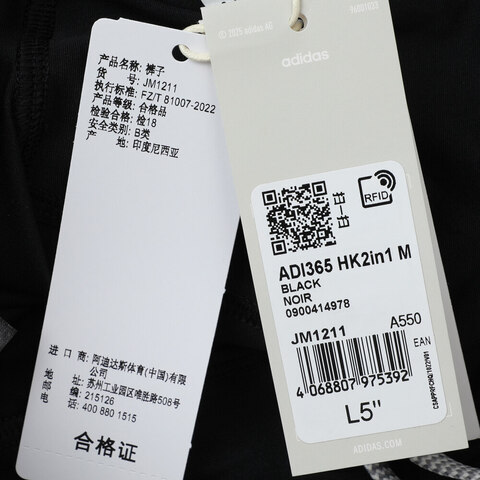 产品名称: 裤子
货 号: JM1211
执行标准: FZ/T 81007-2022
产品等级: 合格品
检验合格: 检18
安全类别: B类
产 地: 印度尼西亚
进 口 商: 阿迪达斯体育(中国)有限公司
地 址: 苏州工业园区唯胜路508号
邮 编: 215126
电 话: 400 880 1515
合格证
© 2025 adidas AG
96001059
adidas
RFID
ADI365 HK2in1 M
BLACK
NOIR
0900414978
JM1211
A550
EAN
4 068807 975392
L5"
ADIDAS.COM